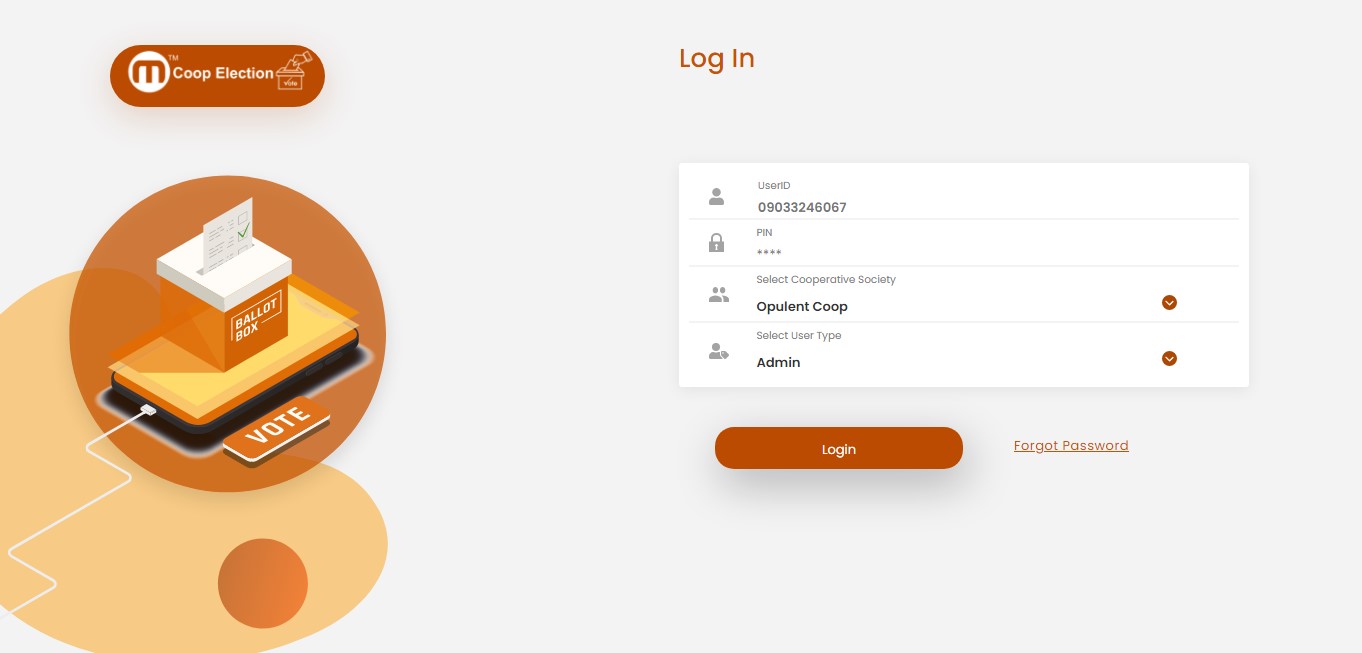 TM
Coop Election
vote
Log In
UserID
09033246067
PIN
****
Select Cooperative Society
Opulent Coop
Select User Type
Admin
Login
Forgot Password
BALLOT
BOX
VOTE